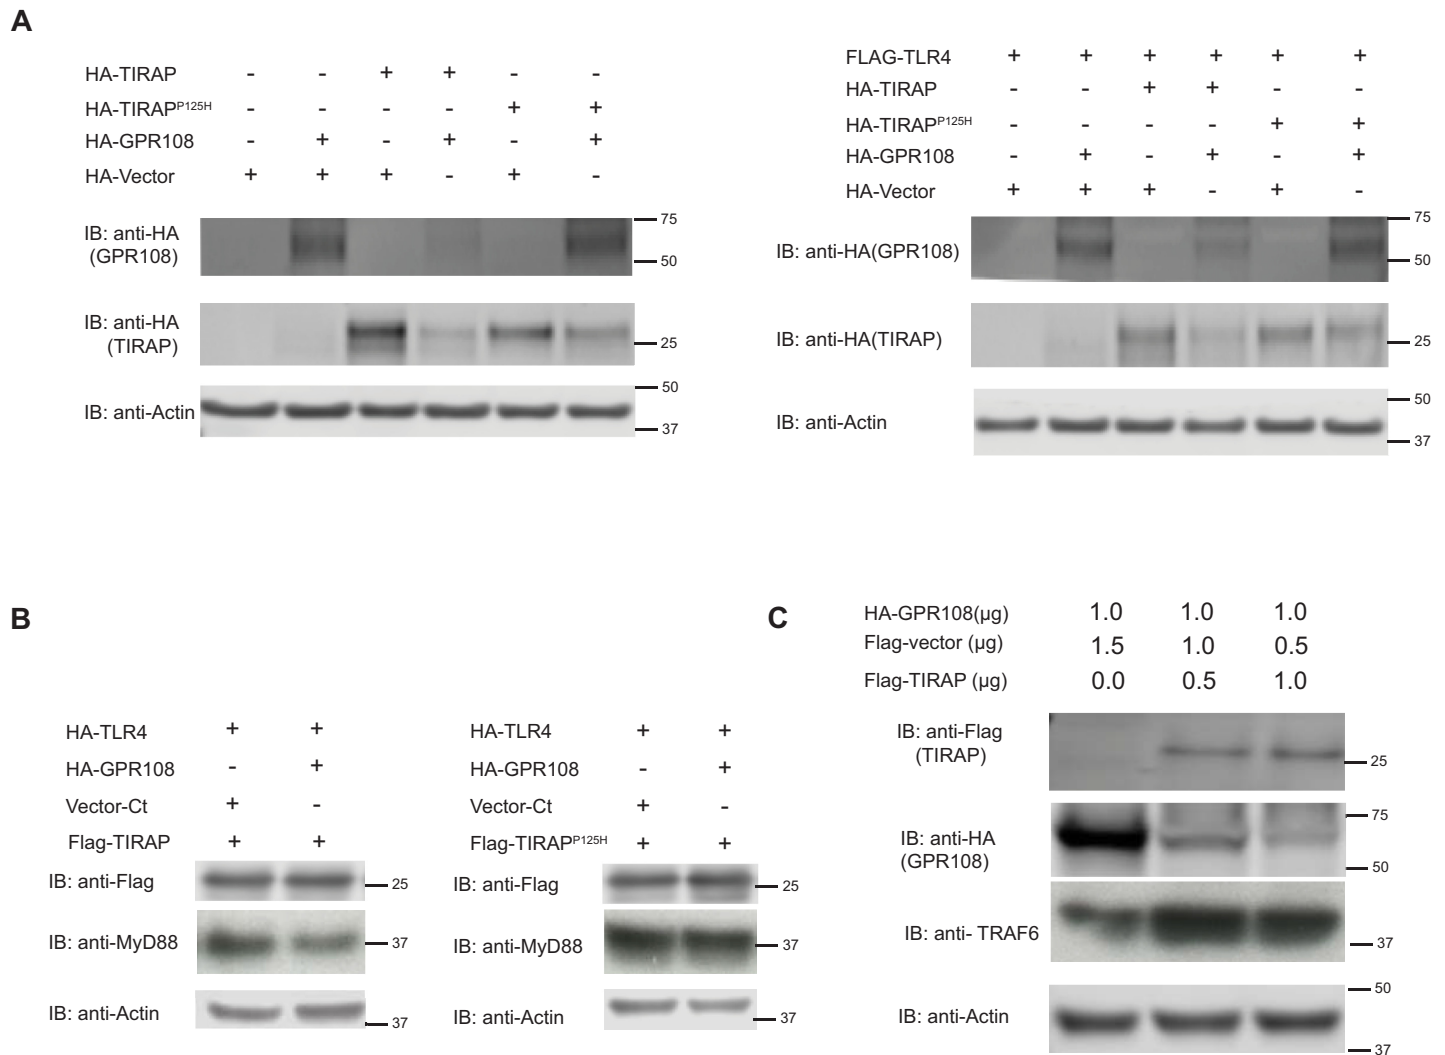 A
HA-TIRAP - - + + - -
HA-TIRAP^P125H - - - - + +
HA-GPR108 - + - + - +
HA-Vector + + + - + -
IB: anti-HA
(GPR108)
75
50
IB: anti-HA
(TIRAP)
25
IB: anti-Actin
50
37
FLAG-TLR4 + + + + + +
HA-TIRAP - - + + - -
HA-TIRAP^P125H - - - - + +
HA-GPR108 - + - + - +
HA-Vector + + + - + -
IB: anti-HA(GPR108)
75
50
IB: anti-HA(TIRAP)
25
IB: anti-Actin
50
37
B
HA-TLR4 + +
HA-GPR108 - +
Vector-Ct + -
Flag-TIRAP + +
IB: anti-Flag 25
IB: anti-MyD88 37
IB: anti-Actin 37
HA-TLR4 + +
HA-GPR108 - +
Vector-Ct + -
Flag-TIRAP^P125H + +
IB: anti-Flag 25
IB: anti-MyD88 37
IB: anti-Actin 37
C
HA-GPR108(µg) 1.0 1.0 1.0
Flag-vector (µg) 1.5 1.0 0.5
Flag-TIRAP (µg) 0.0 0.5 1.0
IB: anti-Flag
(TIRAP)
25
IB: anti-HA
(GPR108)
75
50
IB: anti- TRAF6
37
IB: anti-Actin
50
37